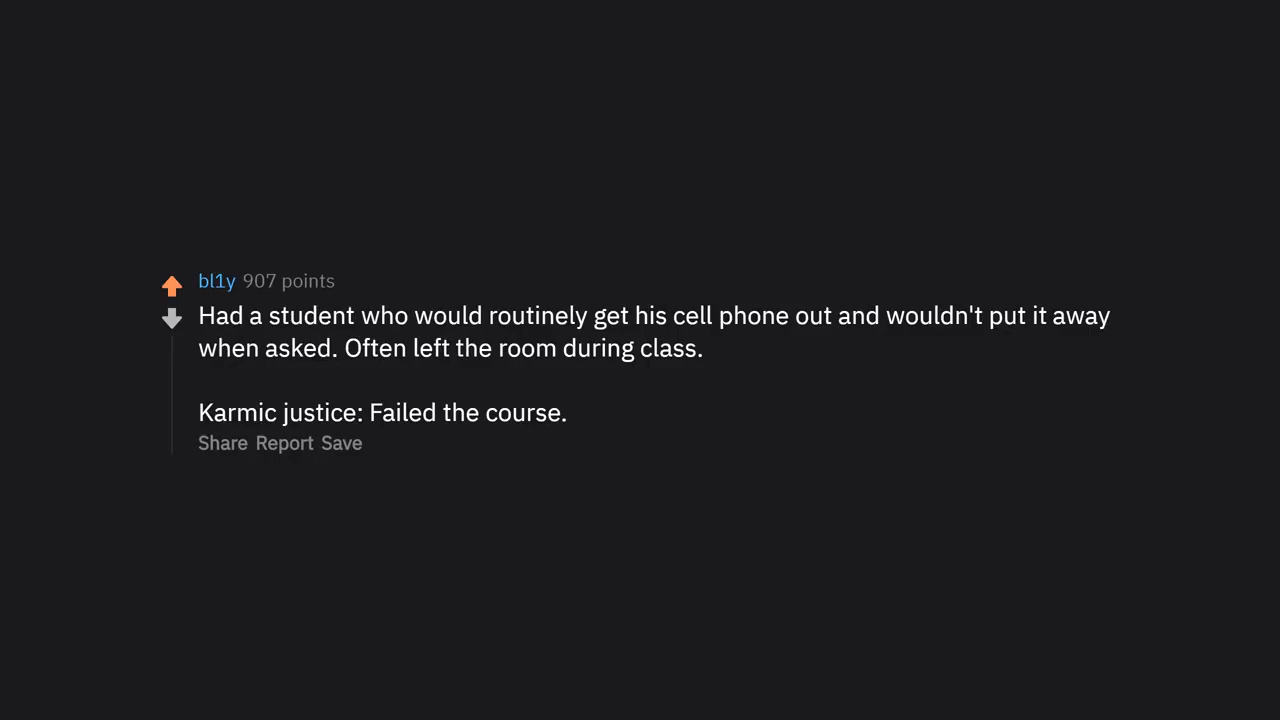 bl1y 907 points
Had a student who would routinely get his cell phone out and wouldn't put it away
when asked. Often left the room during class.
Karmic justice: Failed the course.
Share Report Save